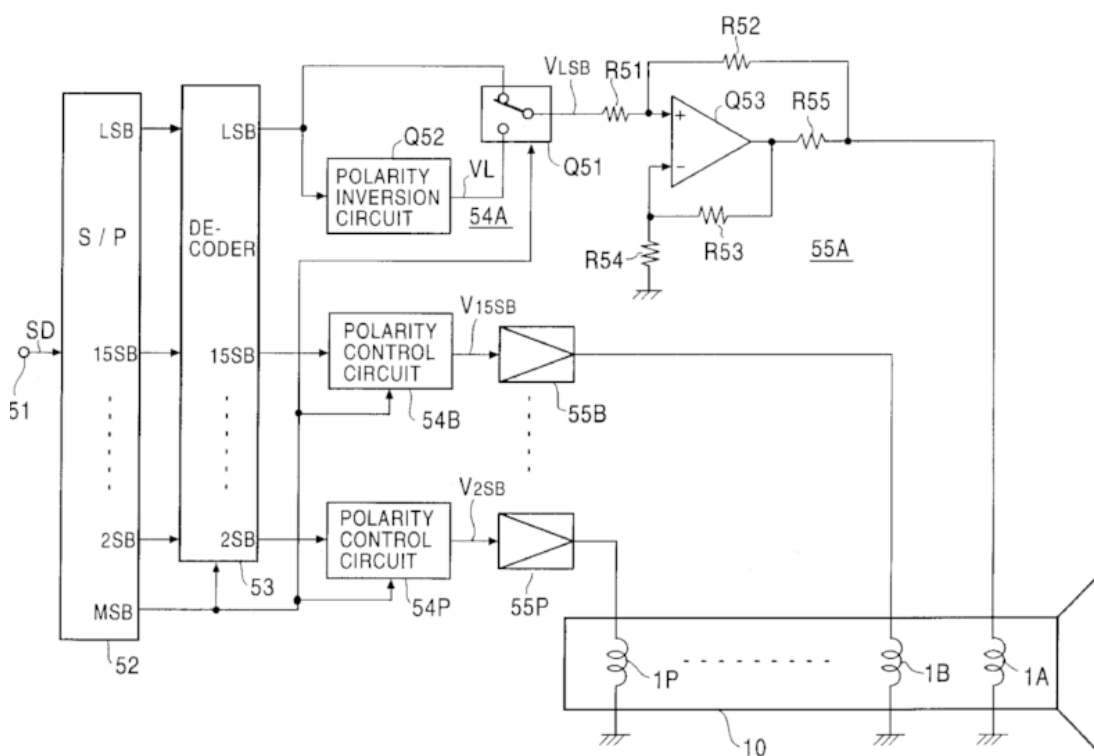 R52
VLSB
R51
Q53
R55
LSB
LSB
Q52
Q51
POLARITY
INVERSION
CIRCUIT
VL
54A
S / P
DE-
CODER
R53
R54
55A
SD
51
15SB
15SB
POLARITY
CONTROL
CIRCUIT
V15SB
54B
55B
2SB
2SB
POLARITY
CONTROL
CIRCUIT
V2SB
53
54P
55P
MSB
52
1P
1B
1A
10
+
−